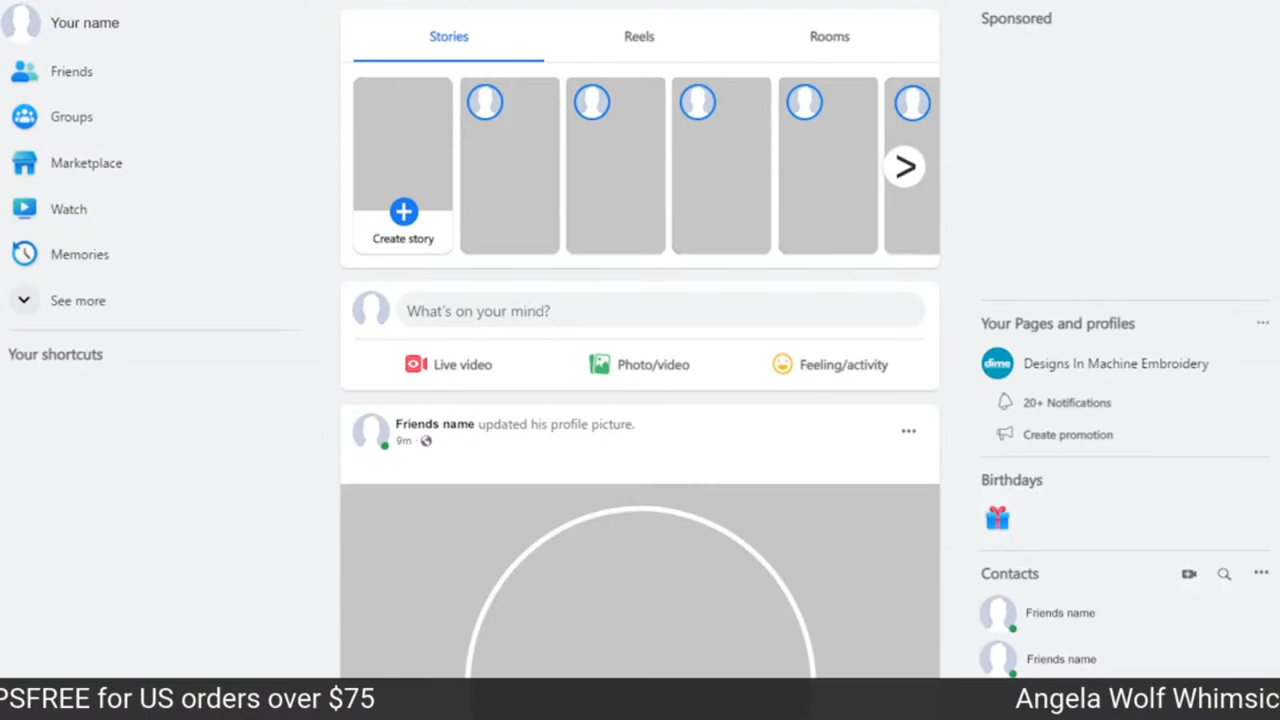 Your name
Friends
Groups
Marketplace
Watch
Memories
See more
Your shortcuts
Stories
Reels
Rooms
Create story
What's on your mind?
Live video
Photo/video
Feeling/activity
Friends name updated his profile picture.
9m ·
Sponsored
Your Pages and profiles
dime
Designs In Machine Embroidery
20+ Notifications
Create promotion
Birthdays
Contacts
Friends name
Friends name
PSFREE for US orders over $75
Angela Wolf Whimsic